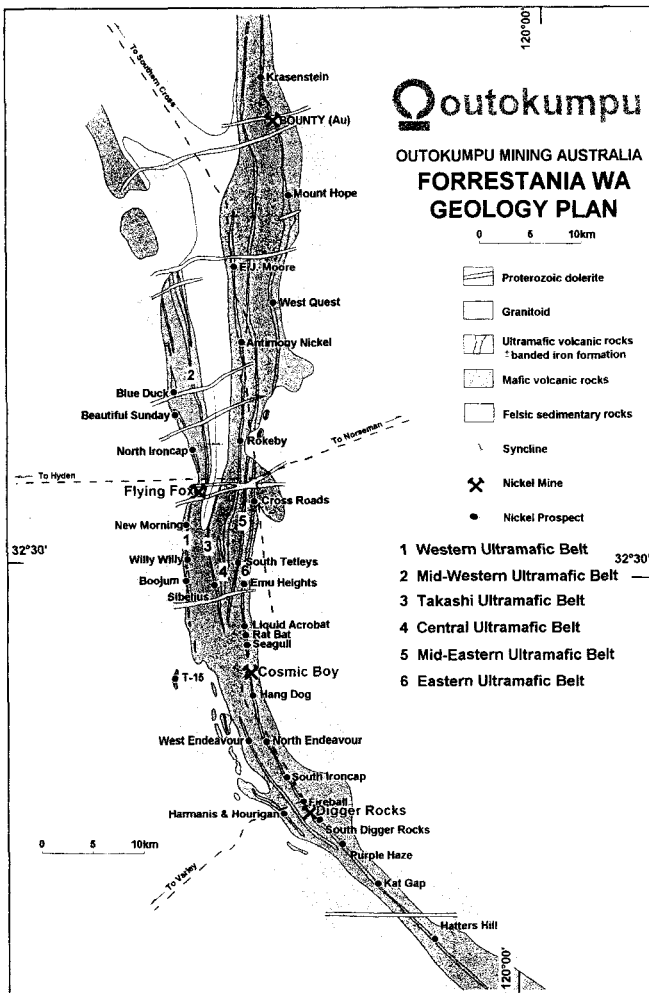 120°00'
To Southern Cross
Krasenstein
BOUNTY (Au)
Mount Hope
E.J. Moore
West Quest
Antimony Nickel
2
Blue Duck
Beautiful Sunday
North Ironcap
Rokeby
To Norseman
To Hyden
Flying Fox
Cross Roads
New Morning
5
1
3
Willy Willy
South Tetleys
4
6
Boojum
Emu Heights
Sibelius
32°30'
Liquid Acrobat
Rat Bat
Seagull
T-15
Cosmic Boy
Hang Dog
West Endeavour
North Endeavour
South Ironcap
Fireball
Harmanis & Hourigan
Digger Rocks
South Digger Rocks
0 5 10km
Purple Haze
To Varley
Kat Gap
Hatters Hill
120°00'
outokumpu
OUTOKUMPU MINING AUSTRALIA
FORRESTANIA WA
GEOLOGY PLAN
0 5 10km
Proterozoic dolerite
Granitoid
Ultramafic volcanic rocks
± banded iron formation
Mafic volcanic rocks
Felsic sedimentary rocks
Syncline
Nickel Mine
Nickel Prospect
1 Western Ultramafic Belt
32°30'
2 Mid-Western Ultramafic Belt
3 Takashi Ultramafic Belt
4 Central Ultramafic Belt
5 Mid-Eastern Ultramafic Belt
6 Eastern Ultramafic Belt